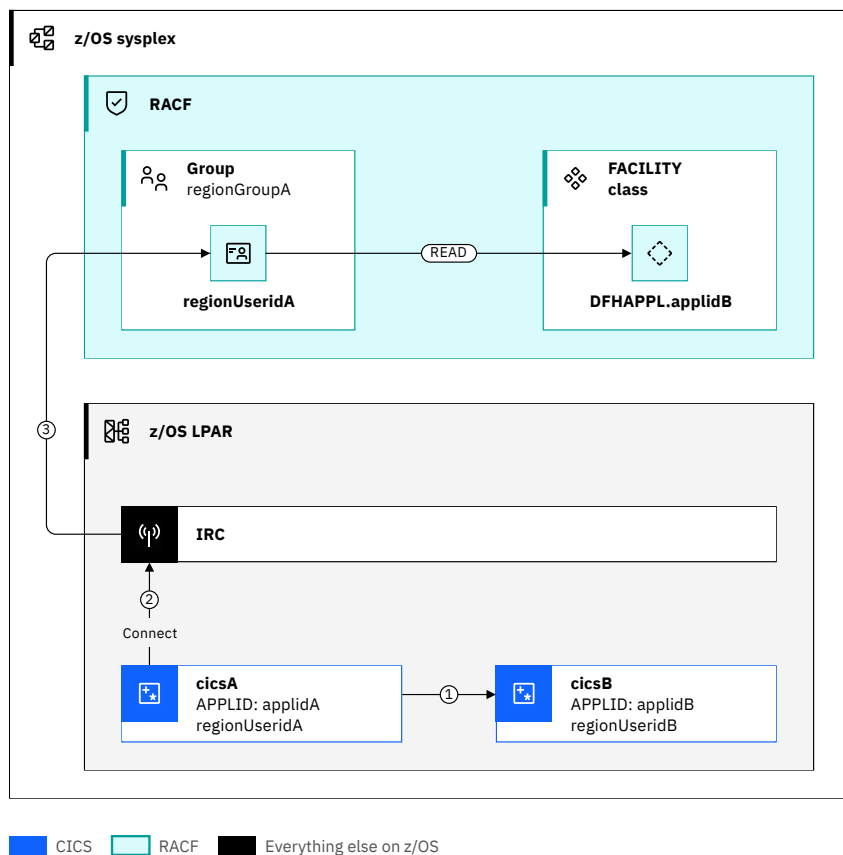 z/OS sysplex
RACF
Group
regionGroupA
FACILITY
class
READ
regionUseridA
DFHAPPL.applidB
3
z/OS LPAR
IRC
2
Connect
cicsA
APPLID: applidA
regionUseridA
1
cicsB
APPLID: applidB
regionUseridB
CICS
RACF
Everything else on z/OS